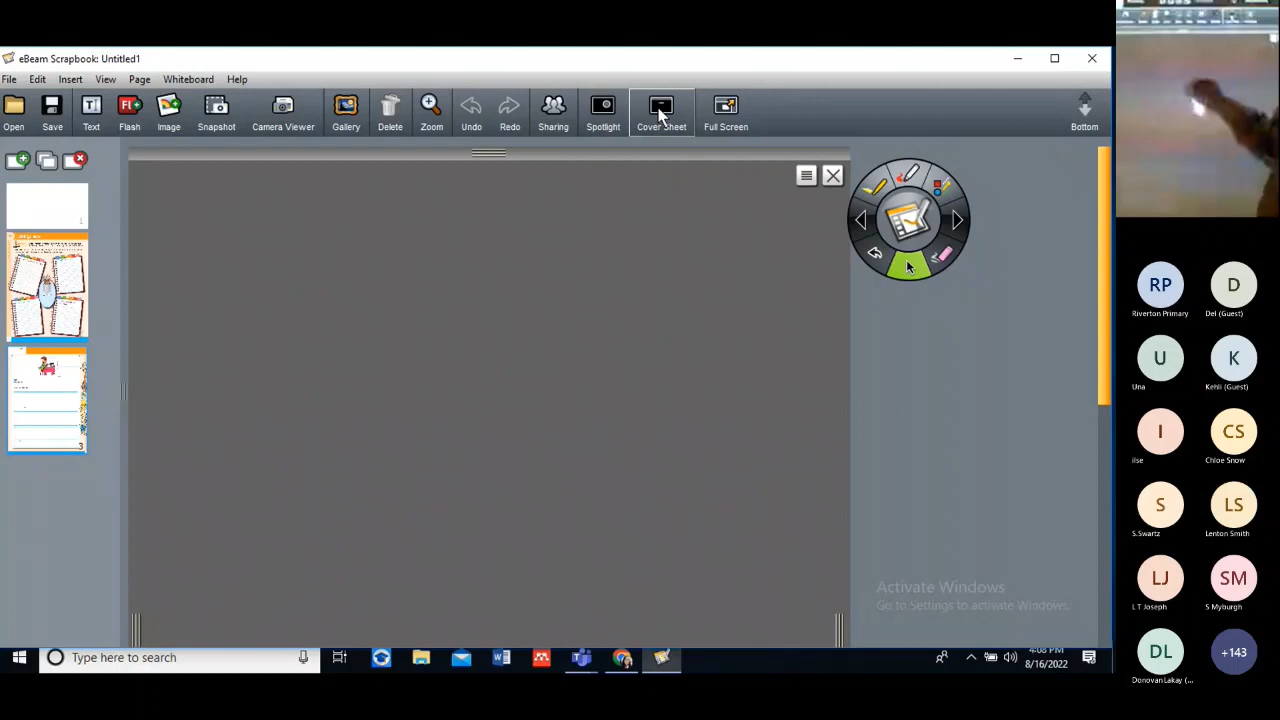 eBeam Scrapbook: Untitled1
File Edit Insert View Page Whiteboard Help
Open Save Text Flash Image Snapshot Camera Viewer Gallery Delete Zoom Undo Redo Sharing Spotlight Cover Sheet Full Screen Bottom
1
3
Activate Windows
Go to Settings to activate Windows.
Type here to search
4:08 PM
8/16/2022
RP D
Riverton Primary Del (Guest)
U K
Una Kehli (Guest)
I CS
ilse Chloe Snow
S LS
S.Swartz Lenton Smith
LJ SM
L T Joseph S Myburgh
DL +143
Donovan Lakay (...